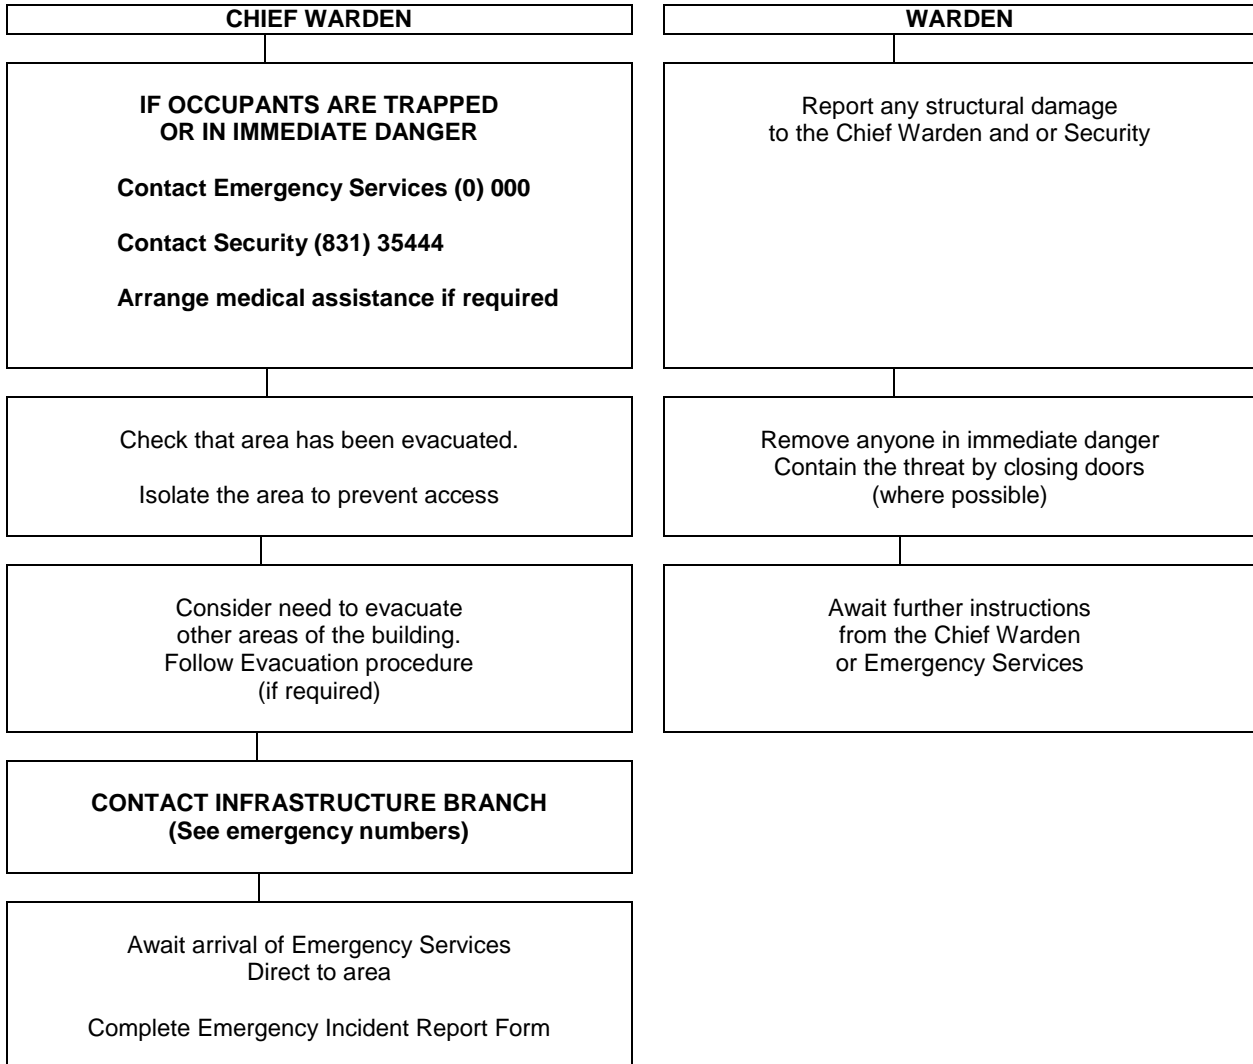 CHIEF WARDEN
IF OCCUPANTS ARE TRAPPED
OR IN IMMEDIATE DANGER
Contact Emergency Services (0) 000
Contact Security (831) 35444
Arrange medical assistance if required
Check that area has been evacuated.
Isolate the area to prevent access
Consider need to evacuate
other areas of the building.
Follow Evacuation procedure
(if required)
CONTACT INFRASTRUCTURE BRANCH
(See emergency numbers)
Await arrival of Emergency Services
Direct to area
Complete Emergency Incident Report Form
WARDEN
Report any structural damage
to the Chief Warden and or Security
Remove anyone in immediate danger
Contain the threat by closing doors
(where possible)
Await further instructions
from the Chief Warden
or Emergency Services